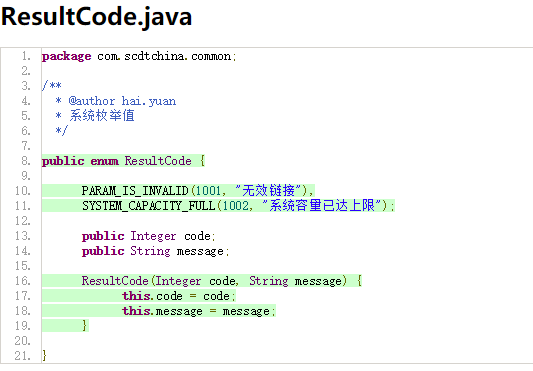 ResultCode.java
1. package com.scdtchina.common;
2.
3. /**
4. * @author hai.yuan
5. * 系统枚举值
6. */
7.
8. public enum ResultCode {
9.
10. PARAM_IS_INVALID(1001, "无效链接"),
11. SYSTEM_CAPACITY_FULL(1002, "系统容量已达上限");
12.
13. public Integer code;
14. public String message;
15.
16. ResultCode(Integer code, String message) {
17. this.code = code;
18. this.message = message;
19. }
20.
21. }